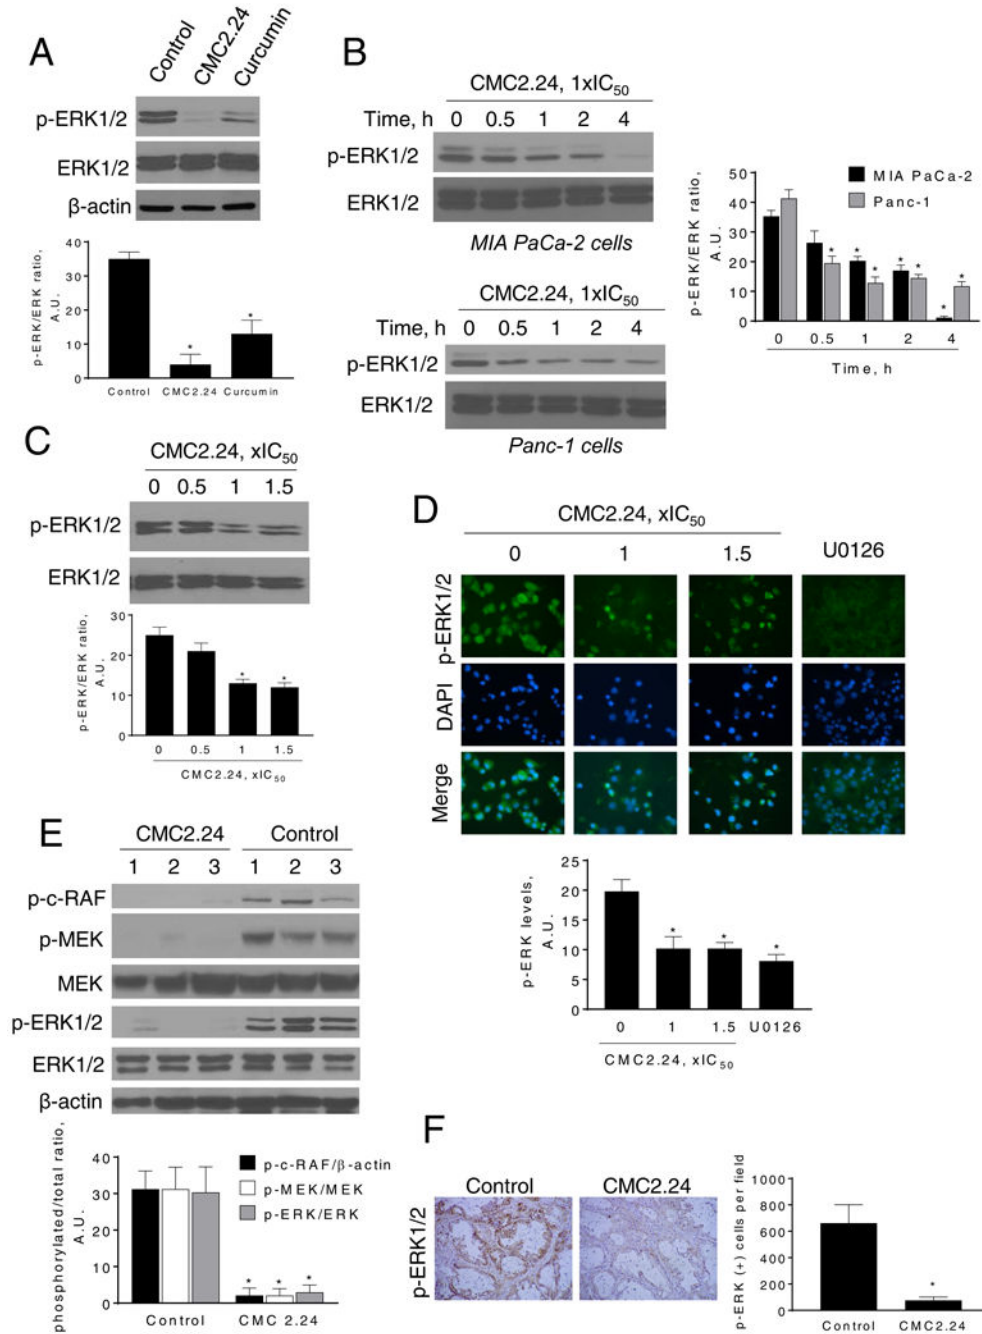 A
Control
CMC2.24
Curcumin
p-ERK1/2
ERK1/2
β-actin
p-ERK/ERK ratio,
A.U.
40
30
20
10
0
*
*
Control CMC2.24 Curcumin
B
CMC2.24, 1xIC50
Time, h 0 0.5 1 2 4
p-ERK1/2
ERK1/2
MIA PaCa-2 cells
CMC2.24, 1xIC50
Time, h 0 0.5 1 2 4
p-ERK1/2
ERK1/2
Panc-1 cells
MIA PaCa-2
Panc-1
p-ERK/ERK ratio,
A.U.
50
40
30
20
10
0
* * * * * * *
0 0.5 1 2 4
Time, h
C
CMC2.24, xIC50
0 0.5 1 1.5
p-ERK1/2
ERK1/2
p-ERK/ERK ratio,
A.U.
30
20
10
0
* *
0 0.5 1 1.5
CMC2.24, xIC50
D
CMC2.24, xIC50
0 1 1.5 U0126
p-ERK1/2
DAPI
Merge
p-ERK levels,
A.U.
25
20
15
10
5
0
* * *
0 1 1.5 U0126
CMC2.24, xIC50
E
CMC2.24 Control
1 2 3 1 2 3
p-c-RAF
p-MEK
MEK
p-ERK1/2
ERK1/2
β-actin
phosphorylated/total ratio,
A.U.
40
30
20
10
0
p-c-RAF/β-actin
p-MEK/MEK
p-ERK/ERK
* * *
Control CMC 2.24
F
Control CMC2.24
p-ERK1/2
p-ERK (+) cells per field
1000
800
600
400
200
0
*
Control CMC2.24